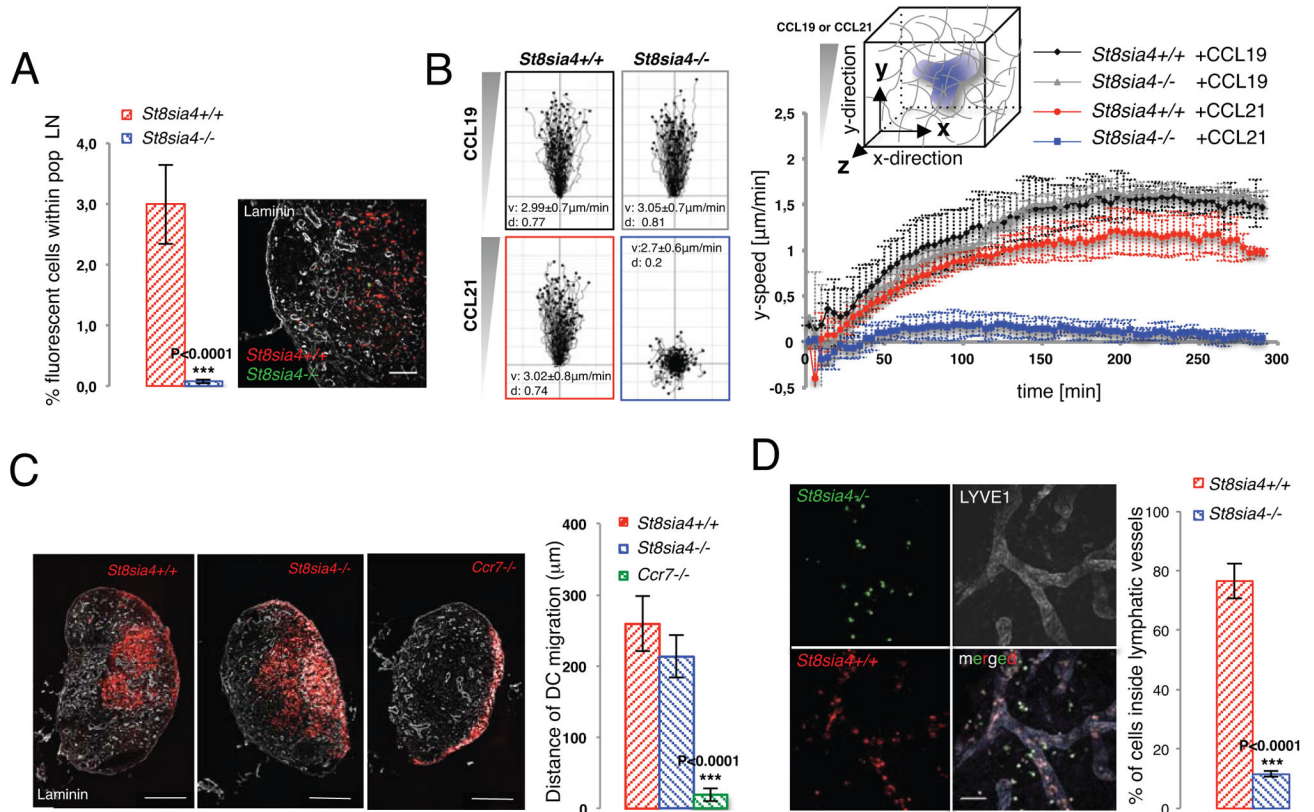 A
% fluorescent cells within pop LN
St8sia4+/+
St8sia4-/-
4,0
3,0
2,0
1,0
0,0
P<0.0001
***
Laminin
St8sia4+/+
St8sia4-/-
B
St8sia4+/+
St8sia4-/-
CCL19
v: 2.99±0.7µm/min
d: 0.77
v: 3.05±0.7µm/min
d: 0.81
CCL21
v: 3.02±0.8µm/min
d: 0.74
v:2.7±0.6µm/min
d: 0.2
CCL19 or CCL21
y-direction
y
x
z
x-direction
St8sia4+/+ +CCL19
St8sia4-/- +CCL19
St8sia4+/+ +CCL21
St8sia4-/- +CCL21
y-speed [µm/min]
2,5
2
1,5
1
0,5
0
-0,5
0
50
100
150
200
250
300
time [min]
C
St8sia4+/+
St8sia4-/-
Ccr7-/-
Laminin
Distance of DC migration (µm)
400
300
200
100
0
St8sia4+/+
St8sia4-/-
Ccr7-/-
P<0.0001
***
D
St8sia4-/-
LYVE1
St8sia4+/+
merged
% of cells inside lymphatic vessels
St8sia4+/+
St8sia4-/-
100
80
60
40
20
0
P<0.0001
***